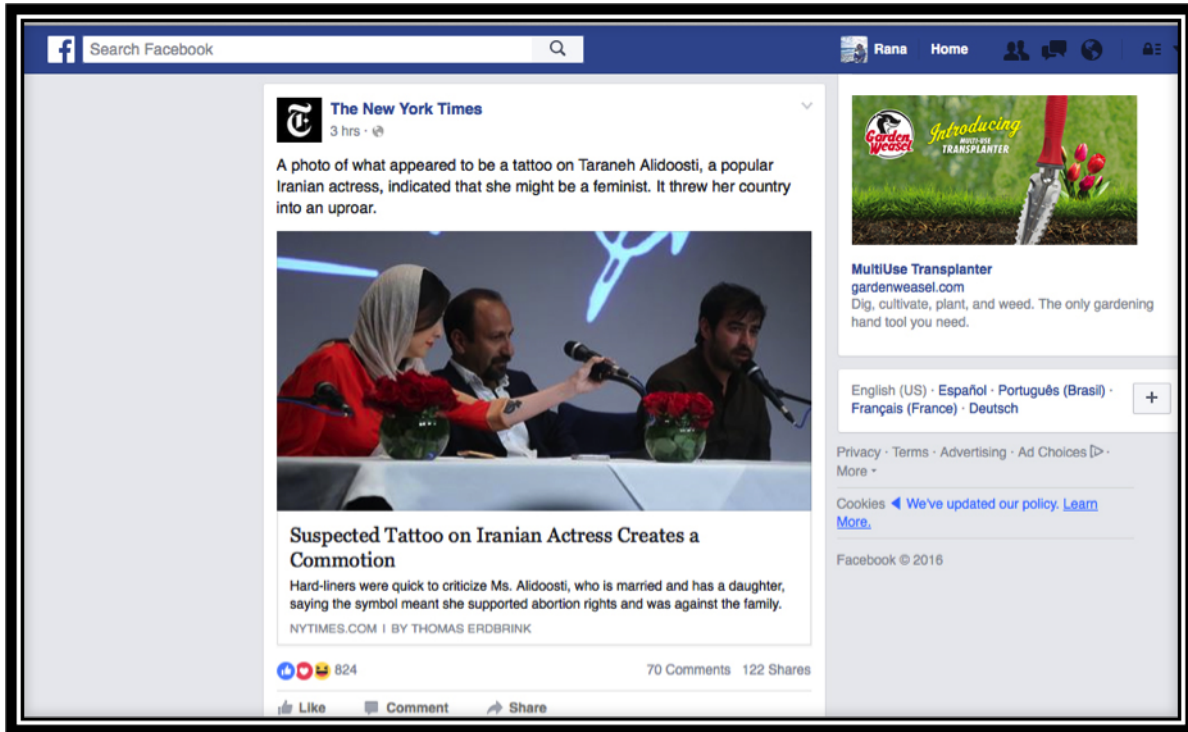 Search Facebook
Rana Home
The New York Times
3 hrs ·
A photo of what appeared to be a tattoo on Taraneh Alidoosti, a popular
Iranian actress, indicated that she might be a feminist. It threw her country
into an uproar.
Suspected Tattoo on Iranian Actress Creates a
Commotion
Hard-liners were quick to criticize Ms. Alidoosti, who is married and has a daughter,
saying the symbol meant she supported abortion rights and was against the family.
NYTIMES.COM | BY THOMAS ERDBRINK
824
70 Comments 122 Shares
Like Comment Share
Garden
Weasel
Introducing
MULTI-USE
TRANSPLANTER
MultiUse Transplanter
gardenweasel.com
Dig, cultivate, plant, and weed. The only gardening
hand tool you need.
English (US) · Español · Português (Brasil) ·
Français (France) · Deutsch
+
Privacy · Terms · Advertising · Ad Choices ·
More
Cookies We've updated our policy. Learn
More.
Facebook © 2016